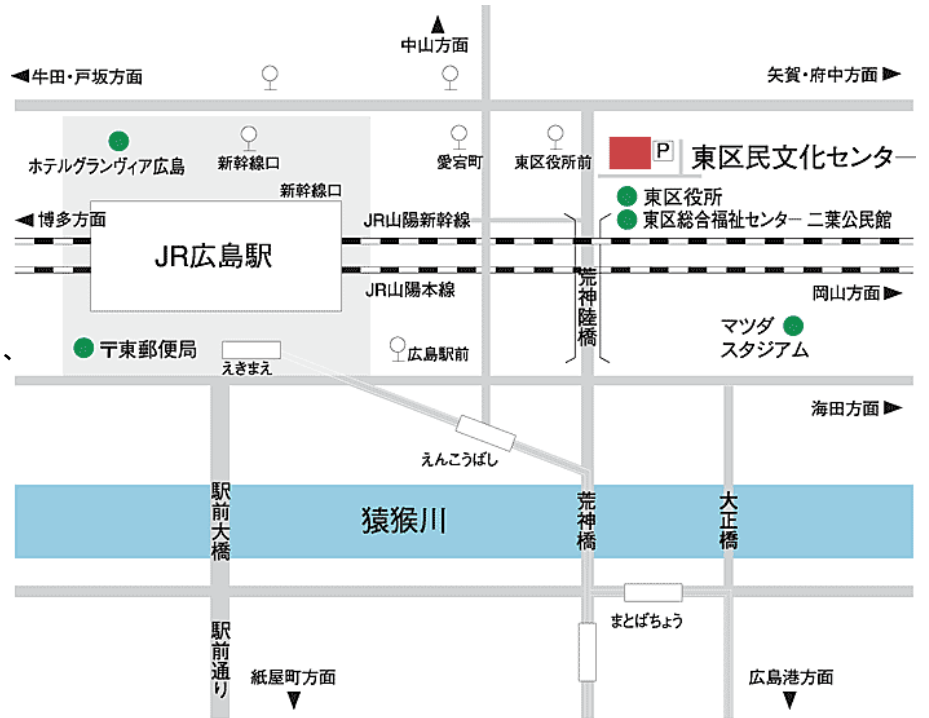 中山方面
牛田・戸坂方面
矢賀・府中方面
ホテルグランヴィア広島
新幹線口
愛宕町
東区役所前
P
東区民文化センター
新幹線口
東区役所
博多方面
JR山陽新幹線
東区総合福祉センター 二葉公民館
JR広島駅
JR山陽本線
荒神陸橋
岡山方面
マツダ
スタジアム
〒東郵便局
えきまえ
広島駅前
、
海田方面
えんこうばし
駅前大橋
猿猴川
荒神橋
大正橋
まとばちょう
駅前通り
紙屋町方面
広島港方面